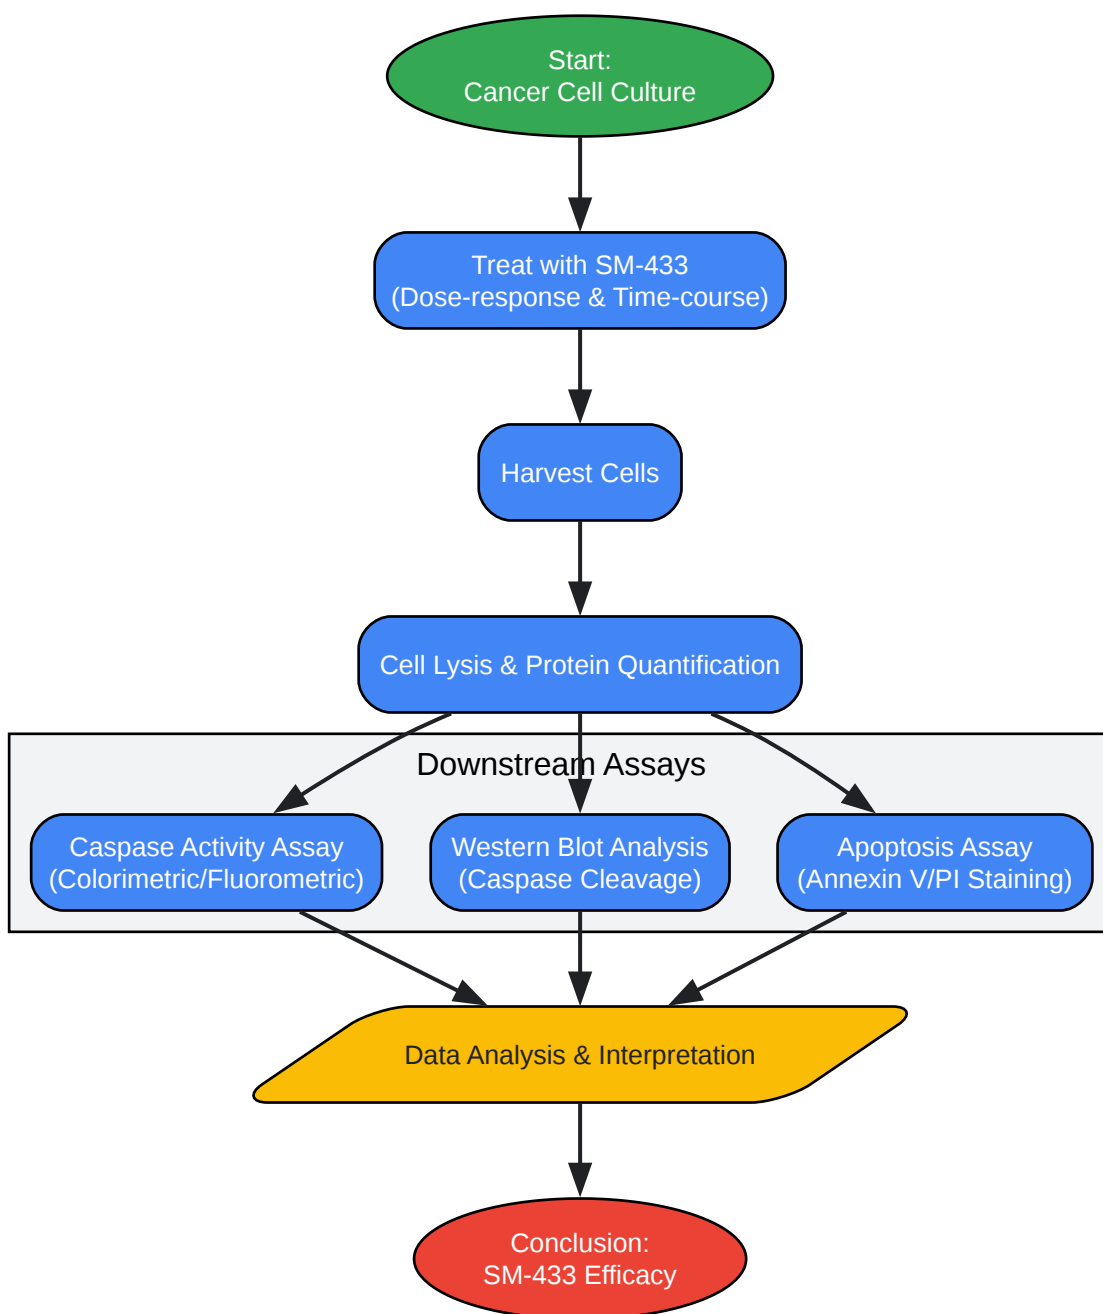 Start:
Cancer Cell Culture
Treat with SM-433
(Dose-response & Time-course)
Harvest Cells
Cell Lysis & Protein Quantification
Downstream Assays
Caspase Activity Assay
(Colorimetric/Fluorometric)
Western Blot Analysis
(Caspase Cleavage)
Apoptosis Assay
(Annexin V/PI Staining)
Data Analysis & Interpretation
Conclusion:
SM-433 Efficacy